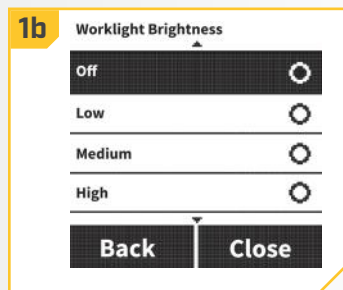 1b
Worklight Brightness
Off
Low
Medium
High
Back Close